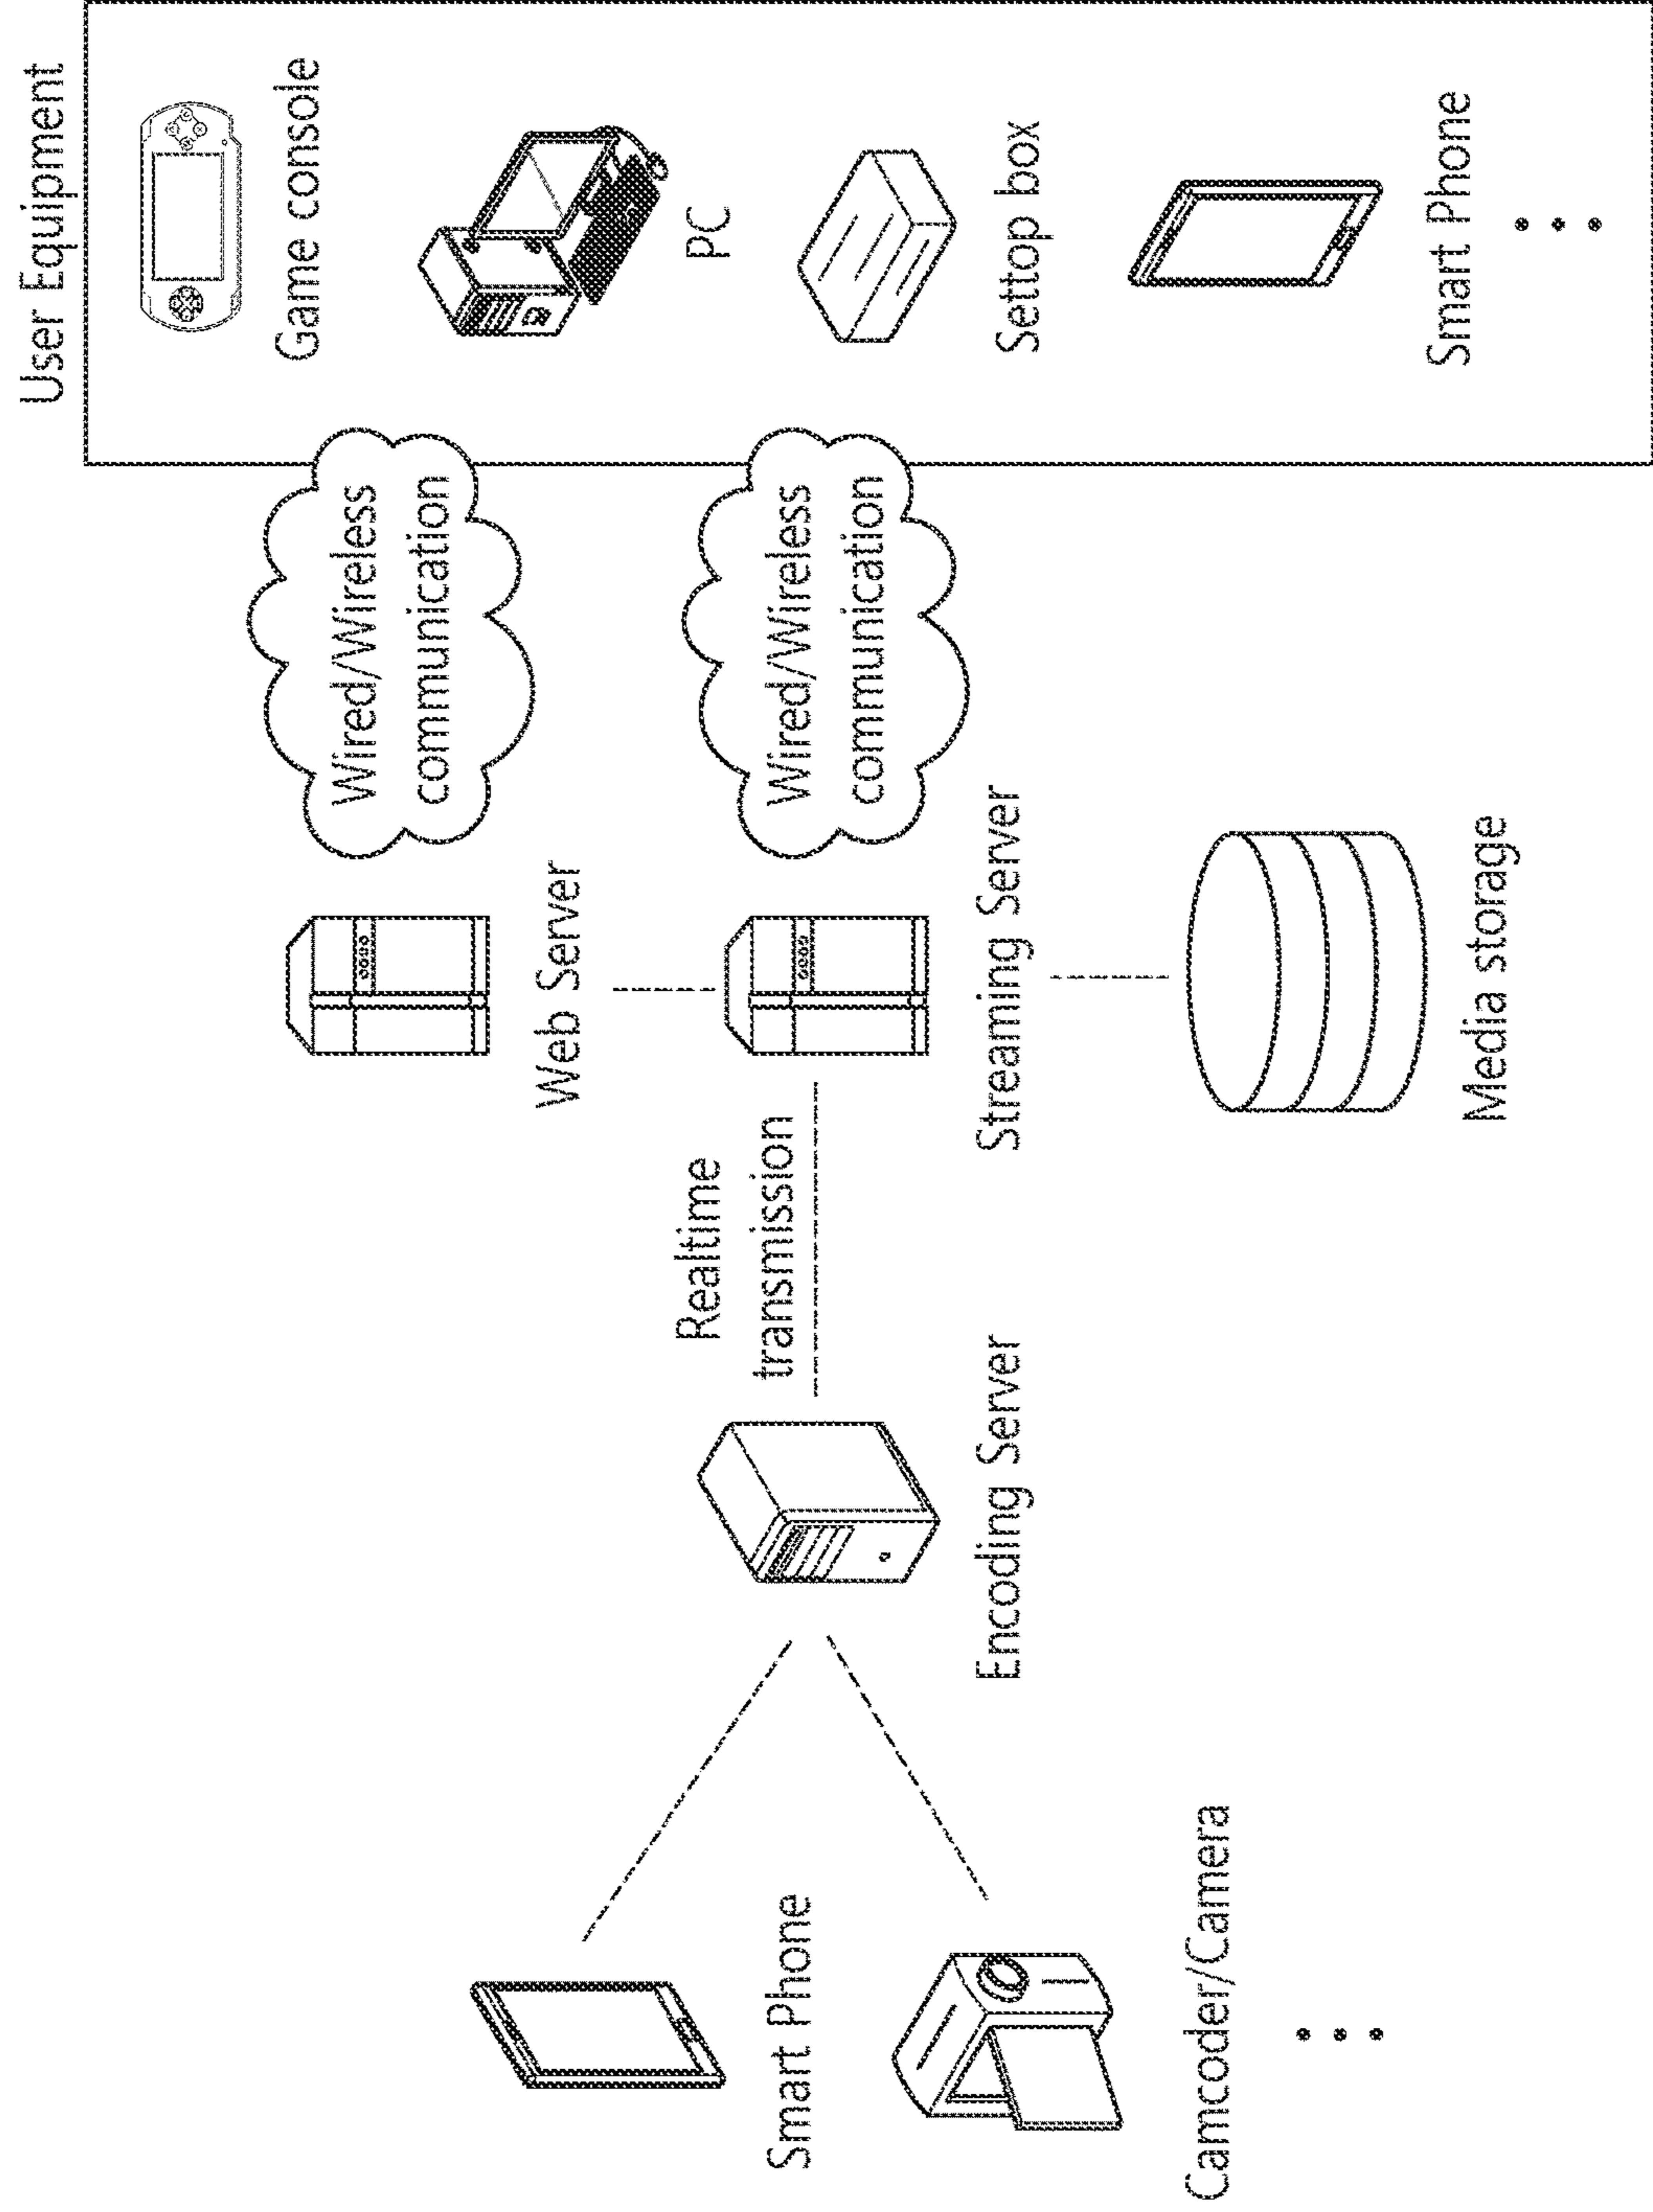 User Equipment
Game console
PC
Settop box
Smart Phone
Wired/Wireless
communication
Wired/Wireless
communication
Web Server
Streaming Server
Media storage
Realtime
transmission
Encoding Server
Smart Phone
Camcoder/Camera